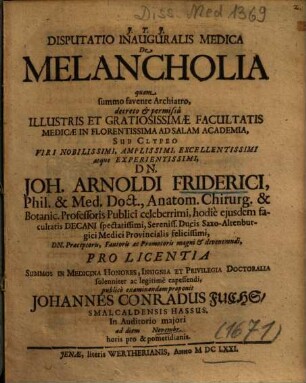 Diss. Med 1369
J. T. J.
DISPUTATIO INAUGURALIS MEDICA
De
MELANCHOLIA
quam
summo favente Archiatro,
decreto & permissu
ILLUSTRIS ET GRATIOSISSIMÆ FACULTATIS
MEDICÆ IN FLORENTISSIMA AD SALAM ACADEMIA,
SUB CLYPEO
VIRI NOBILISSIMI, AMPLISSIMI, EXCELLENTISSIMI
æque EXPERIENTISSIMI,
DN.
JOH. ARNOLDI FRIDERICI,
Phil. & Med. Doct., Anatom. Chirurg. &
Botanic. Professoris Publici celeberrimi, hodiè ejusdem fa-
cultatis DECANI spectatissimi, Sereniss. Ducis Saxo-Altenbur-
gici Medici Provincialis felicissimi,
DN. Præceptoris, Fautoris ac Promotoris magni & devenerandi,
PRO LICENTIA
SUMMOS IN MEDICINA HONORES, INSIGNIA ET PRIVILEGIA DOCTORALIA
solenniter ac legitimè capessendi,
publicè examinandam proponit
JOHANNES CONRADUS FUCHS/
SMALCALDENSIS HASSUS,
In Auditorio majori
ad diem Novembr.
horis pro & pomeridianis.
(1671)
JENÆ, literis WERTHERIANIS, Anno M DC LXXI.